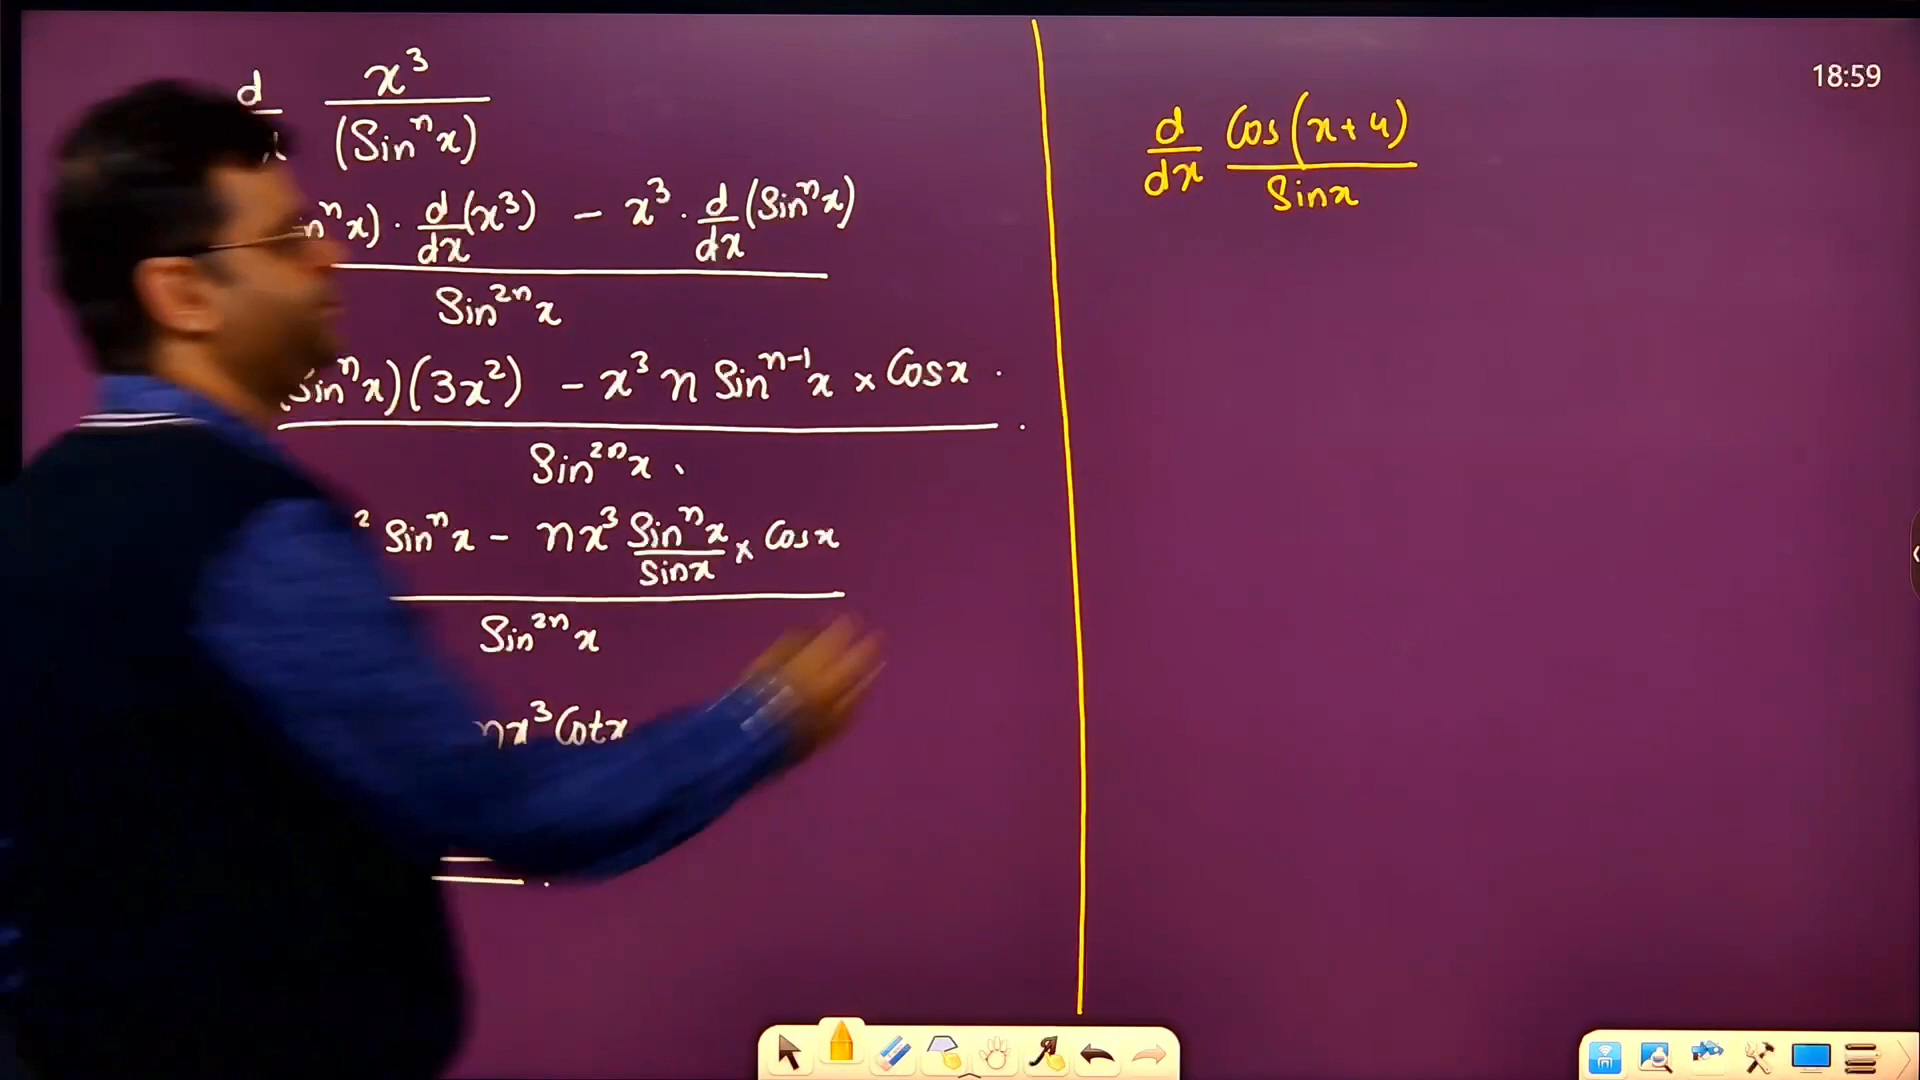 d x³
(Sinⁿx)
x) · d/dx (x³) − x³ · d/dx (Sinⁿx)
Sin²ⁿx
Sinⁿx)(3x²) − x³ n Sinⁿ⁻¹x × Cosx .
Sin²ⁿx .
² Sinⁿx − nx³ Sinⁿx/Sinx × Cosx
Sin²ⁿx
nx³ Cotx
18:59
d/dx Cos(x+4)/Sinx